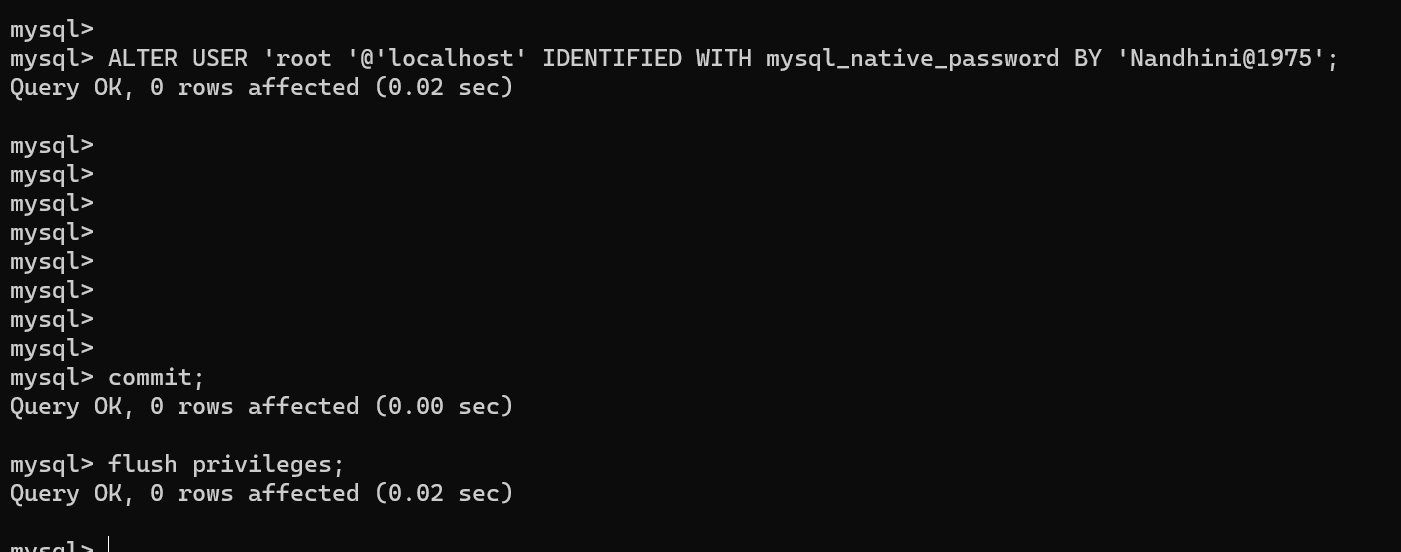 mysql>
mysql> ALTER USER 'root '@'localhost' IDENTIFIED WITH mysql_native_password BY 'Nandhini@1975';
Query OK, 0 rows affected (0.02 sec)
mysql>
mysql>
mysql>
mysql>
mysql>
mysql>
mysql>
mysql>
mysql> commit;
Query OK, 0 rows affected (0.00 sec)
mysql> flush privileges;
Query OK, 0 rows affected (0.02 sec)
mysql>